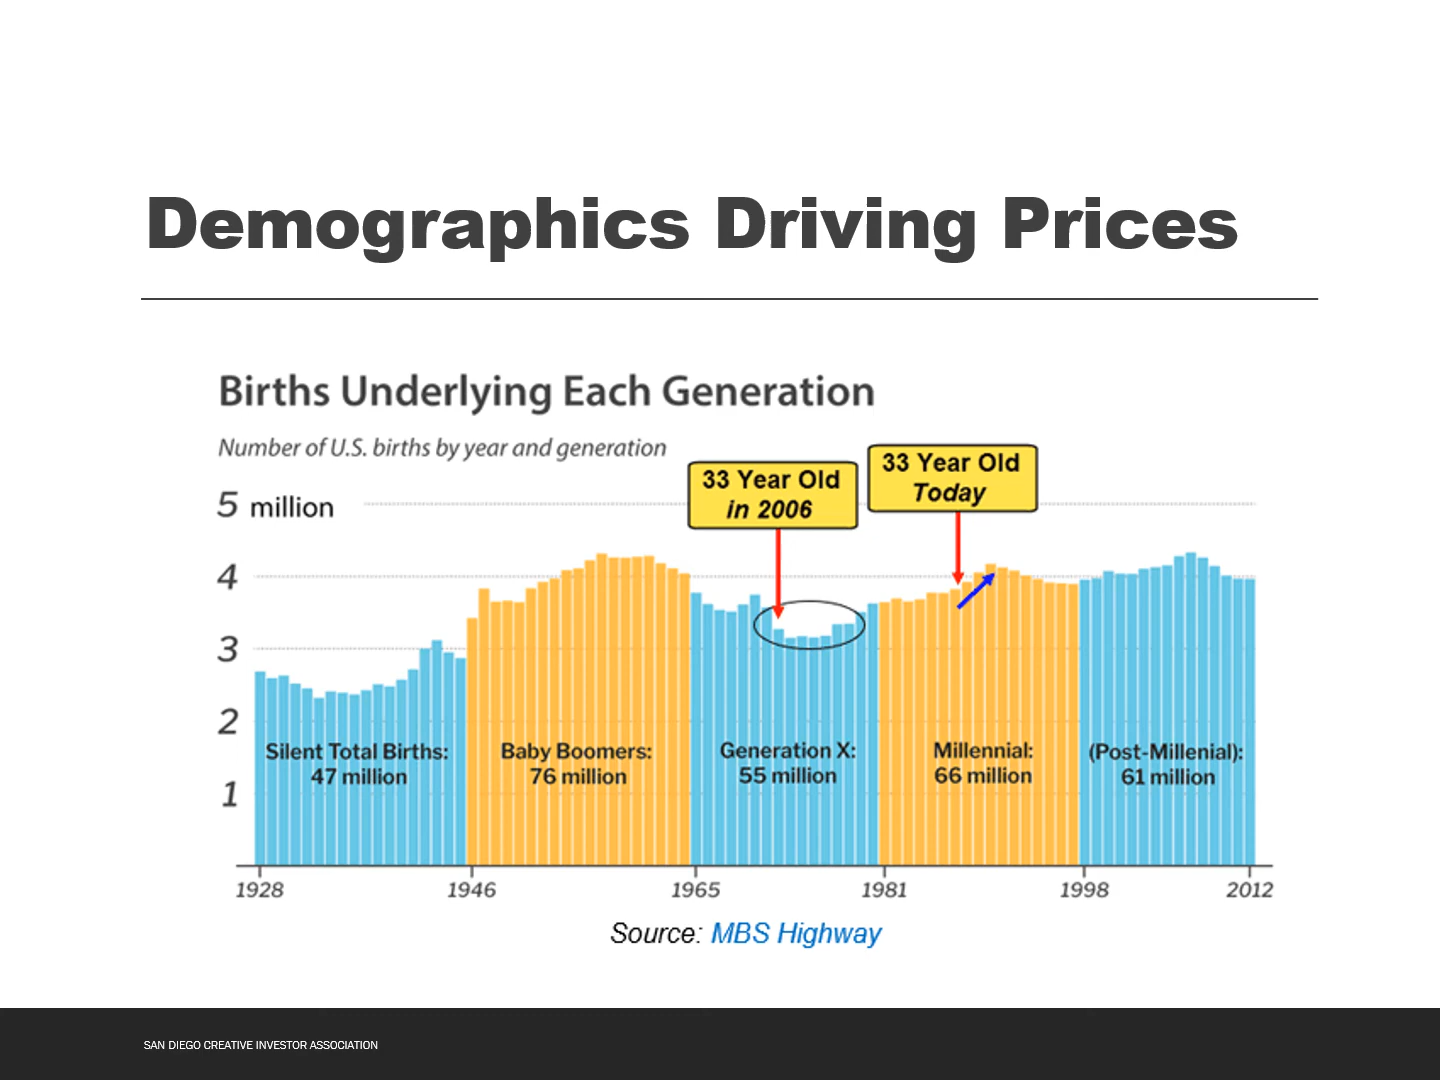 Demographics Driving Prices
Births Underlying Each Generation
Number of U.S. births by year and generation
33 Year Old
in 2006
33 Year Old
Today
5 million
4
3
2
1
Silent Total Births:
47 million
Baby Boomers:
76 million
Generation X:
55 million
Millennial:
66 million
(Post-Millenial):
61 million
1928
1946
1965
1981
1998
2012
Source: MBS Highway
SAN DIEGO CREATIVE INVESTOR ASSOCIATION